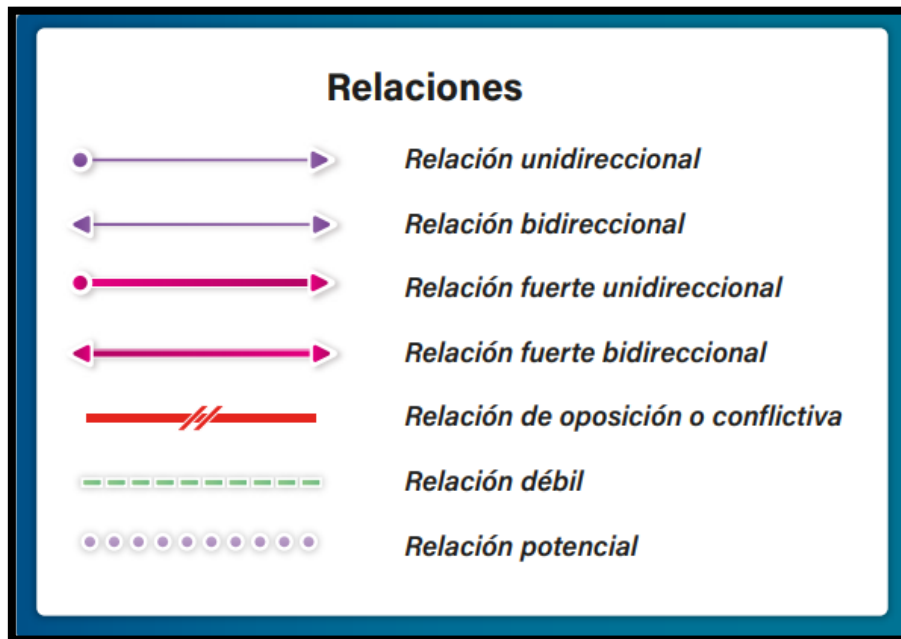 Relaciones
Relación unidireccional
Relación bidireccional
Relación fuerte unidireccional
Relación fuerte bidireccional
Relación de oposición o conflictiva
Relación débil
Relación potencial